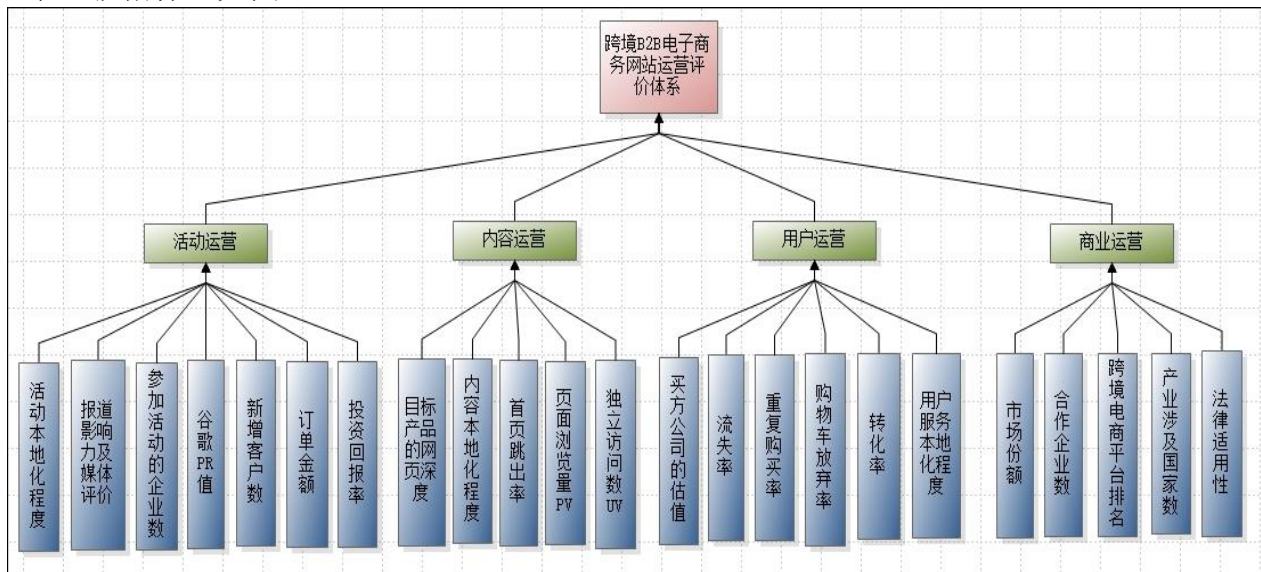 跨境B2B电子商
务网站运营评
价体系
活动运营
内容运营
用户运营
商业运营
活动本地化程度
报道
影响及
力媒体
评价
参加活动的企业数
谷歌PR值
新增客户数
订单金额
投资回报率
目标
产品
的网
页深
度
内容本地化程度
首页跳出率
页面浏览量PV
独立访问数UV
买方公司的估值
流失率
重复购买率
购物车放弃率
转化率
用户
服务
本地
化程
度
市场份额
合作企业数
跨境电商平台排名
产业涉及国家数
法律适用性